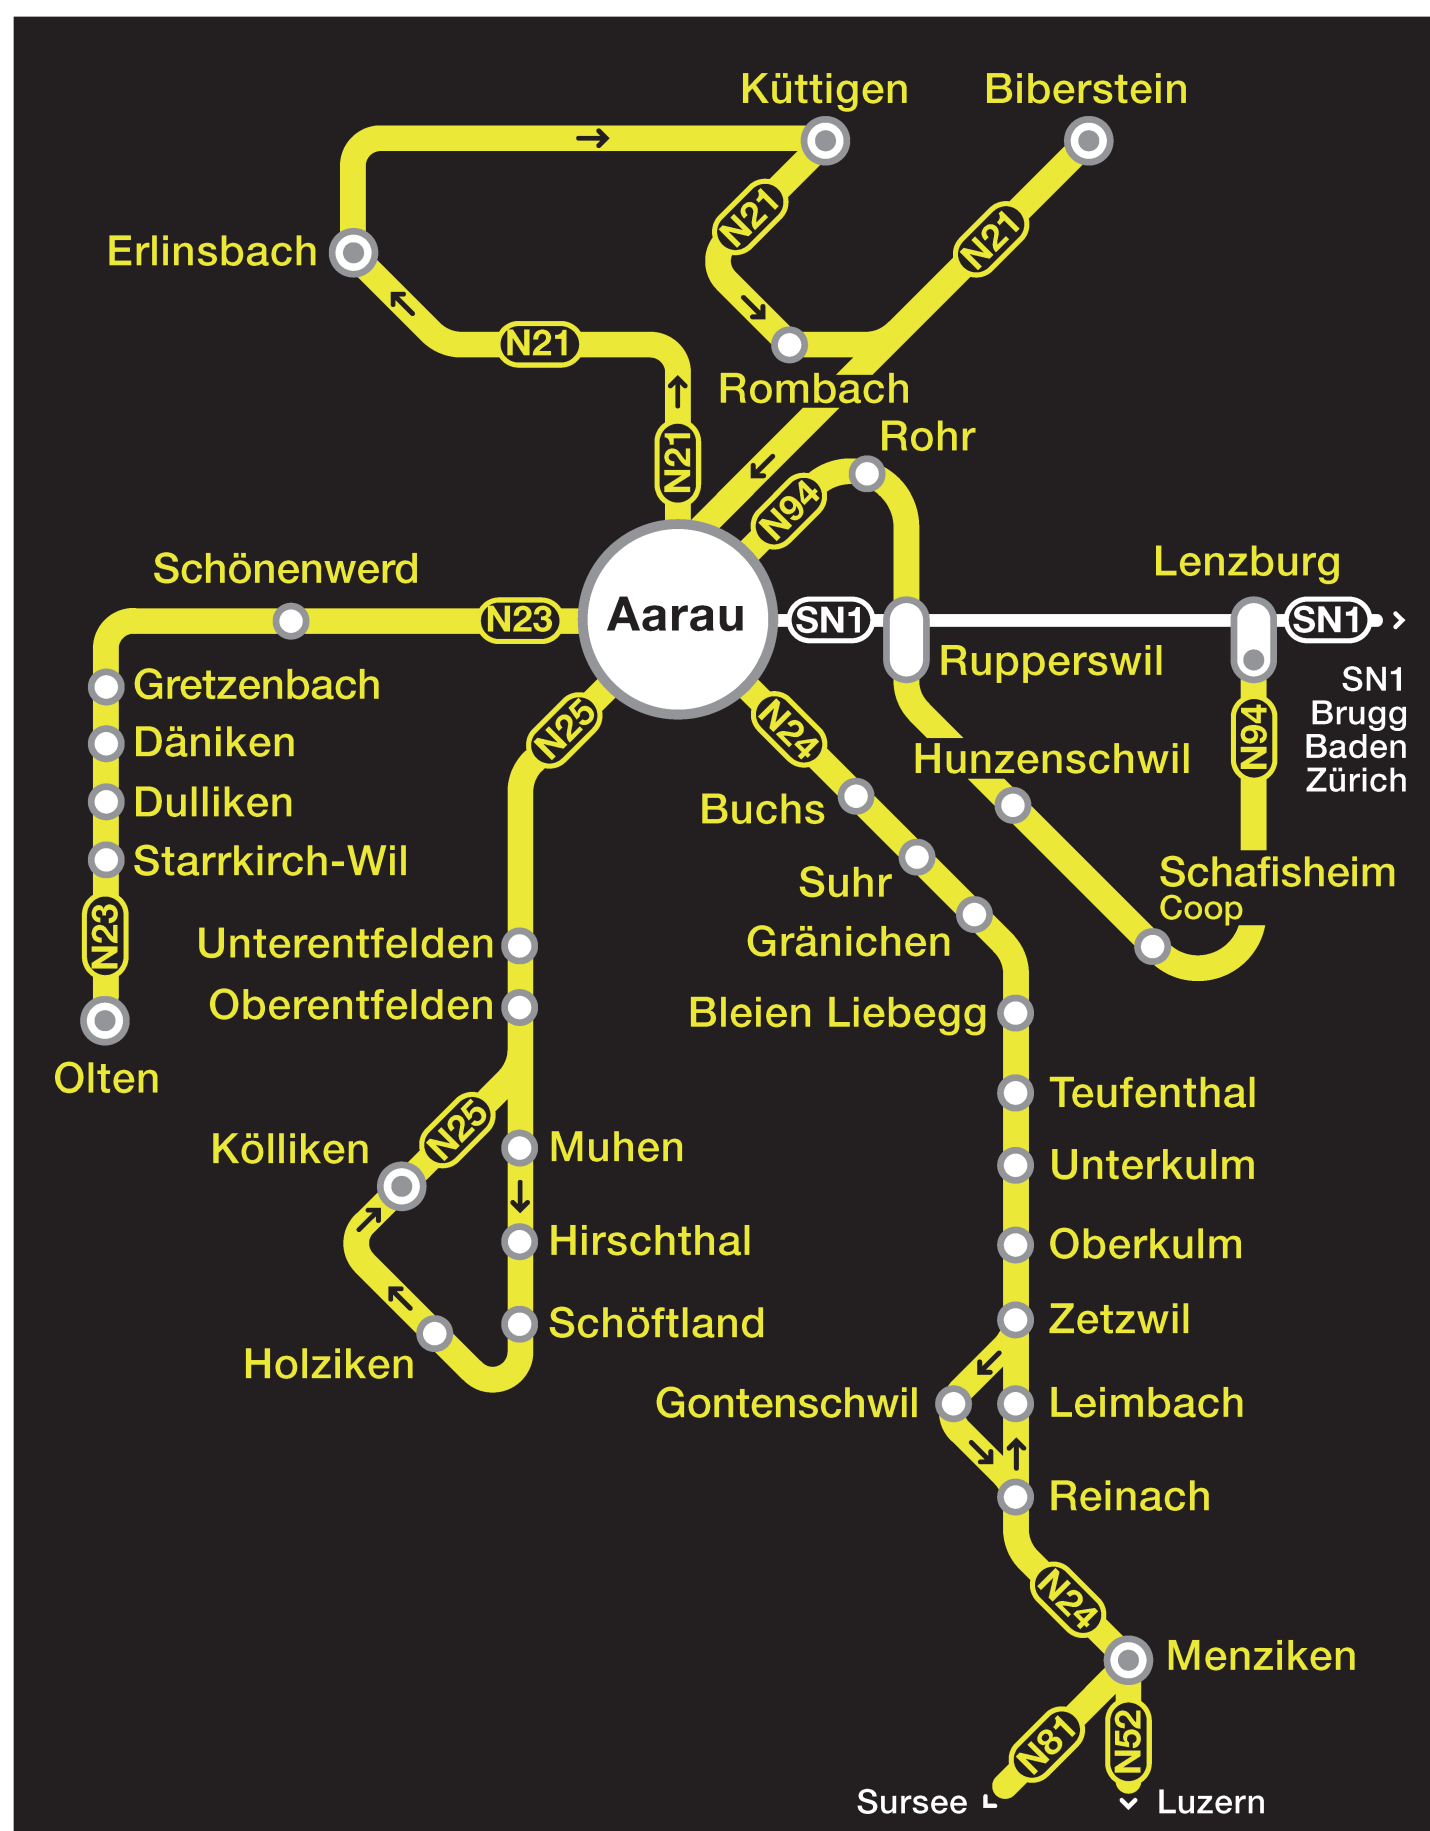 Küttigen
Biberstein
N21
N21
Erlinsbach
N21
Rombach
Rohr
N21
N94
Schönenwerd
Lenzburg
N23
Aarau
SN1
SN1
Rupperswil
Gretzenbach
SN1
Brugg
Baden
Zürich
N25
N24
N94
Däniken
Hunzenschwil
Dulliken
Buchs
Starrkirch-Wil
Suhr
Schafisheim
Coop
N23
Unterentfelden
Gränichen
Oberentfelden
Bleien Liebegg
Olten
Teufenthal
N25
Kölliken
Muhen
Unterkulm
Hirschthal
Oberkulm
Schöftland
Zetzwil
Holziken
Gontenschwil
Leimbach
Reinach
N24
Menziken
N81
N52
Sursee
Luzern